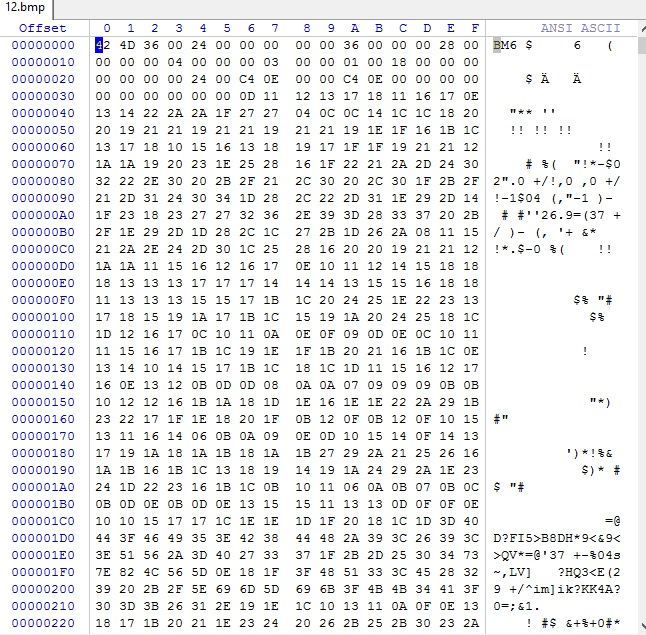 12.bmp
Offset 0 1 2 3 4 5 6 7 8 9 A B C D E F ANSI ASCII
00000000 42 4D 36 00 24 00 00 00 00 00 36 00 00 00 28 00 BM6 $ 6 (
00000010 00 00 00 04 00 00 00 03 00 00 01 00 18 00 00 00
00000020 00 00 00 00 24 00 C4 0E 00 00 C4 0E 00 00 00 00 $ Ä Ä
00000030 00 00 00 00 00 00 0D 11 12 13 17 18 11 16 17 0E
00000040 13 14 22 2A 2A 1F 27 27 04 0C 0C 14 1C 1C 18 20 "** ''
00000050 20 19 21 21 19 21 21 19 21 21 19 1E 1F 16 1B 1C !! !! !!
00000060 13 17 18 10 15 16 13 18 19 17 1F 1F 19 21 21 12 !!
00000070 1A 1A 19 20 23 1E 25 28 16 1F 22 21 2A 2D 24 30 # %( "!*-$0
00000080 32 22 2E 30 20 2B 2F 21 2C 30 20 2C 30 1F 2B 2F 2".0 +/!,0 ,0 +/
00000090 21 2D 31 24 30 34 1D 28 2C 22 2D 31 1E 29 2D 14 !-1$04 (,"-1 )-
000000A0 1F 23 18 23 27 27 32 36 2E 39 3D 28 33 37 20 2B # #''26.9=(37 +
000000B0 2F 1E 29 2D 1D 28 2C 1C 27 2B 1D 26 2A 08 11 15 / )- (, '+ &*
000000C0 21 2A 2E 24 2D 30 1C 25 28 16 20 20 19 21 21 12 !*.$-0 %( !!
000000D0 1A 1A 11 15 16 12 16 17 0E 10 11 12 14 15 18 18
000000E0 18 13 13 13 17 17 17 14 14 14 13 15 15 16 18 18
000000F0 11 13 13 13 15 15 17 1B 1C 20 24 25 1E 22 23 13 $% "#
00000100 17 18 15 19 1A 17 1B 1C 15 19 1A 20 24 25 18 1C $%
00000110 1D 12 16 17 0C 10 11 0A 0E 0F 09 0D 0E 0C 10 11
00000120 11 15 16 17 1B 1C 19 1E 1F 1B 20 21 16 1B 1C 0E !
00000130 13 14 10 14 15 17 1B 1C 18 1C 1D 11 15 16 12 17
00000140 16 0E 13 12 0B 0D 0D 08 0A 0A 07 09 09 09 0B 0B
00000150 10 12 12 16 1B 1A 18 1D 1E 16 1E 1E 22 2A 29 1B "*)
00000160 23 22 17 1F 1E 18 20 1F 0B 12 0F 0B 12 0F 10 15 #"
00000170 13 11 16 14 06 0B 0A 09 0E 0D 10 15 14 0F 14 13
00000180 17 19 1A 18 1A 1B 18 1A 1B 27 29 2A 21 25 26 16 ')*!%&
00000190 1A 1B 16 1B 1C 13 18 19 14 19 1A 24 29 2A 1E 23 $)* #
000001A0 24 1D 22 23 16 1B 1C 0B 10 11 06 0A 0B 07 0B 0C $ "#
000001B0 0B 0D 0E 0B 0D 0E 13 15 15 11 13 13 0D 0F 0F 0E
000001C0 10 10 15 17 17 1C 1E 1E 1D 1F 20 18 1C 1D 3D 40 =@
000001D0 44 3F 46 49 35 3E 42 38 44 48 2A 39 3C 26 39 3C D?FI5>B8DH*9<&9<
000001E0 3E 51 56 2A 3D 40 27 33 37 1F 2B 2D 25 30 34 73 >QV*=@'37 +-%04s
000001F0 7E 82 4C 56 5D 0E 18 1F 3F 48 51 33 3C 45 28 32 ~‚LV] ?HQ3<E(2
00000200 39 20 2B 2F 5E 69 6D 5D 69 6B 3F 4B 4B 34 41 3F 9 +/^im]ik?KK4A?
00000210 30 3D 3B 26 31 2E 19 1E 1C 10 13 11 0A 0F 0E 13 0=;&1.
00000220 18 17 1B 20 21 1E 23 24 20 26 2B 25 2B 30 23 2A ! #$ &+%+0#*